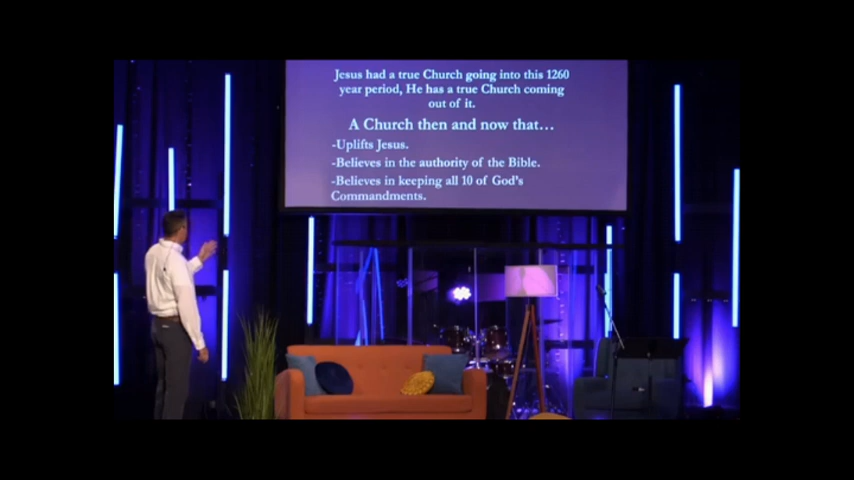 Jesus had a true Church going into this 1260
year period, He has a true Church coming
out of it.
A Church then and now that...
-Uplifts Jesus.
-Believes in the authority of the Bible.
-Believes in keeping all 10 of God's
Commandments.